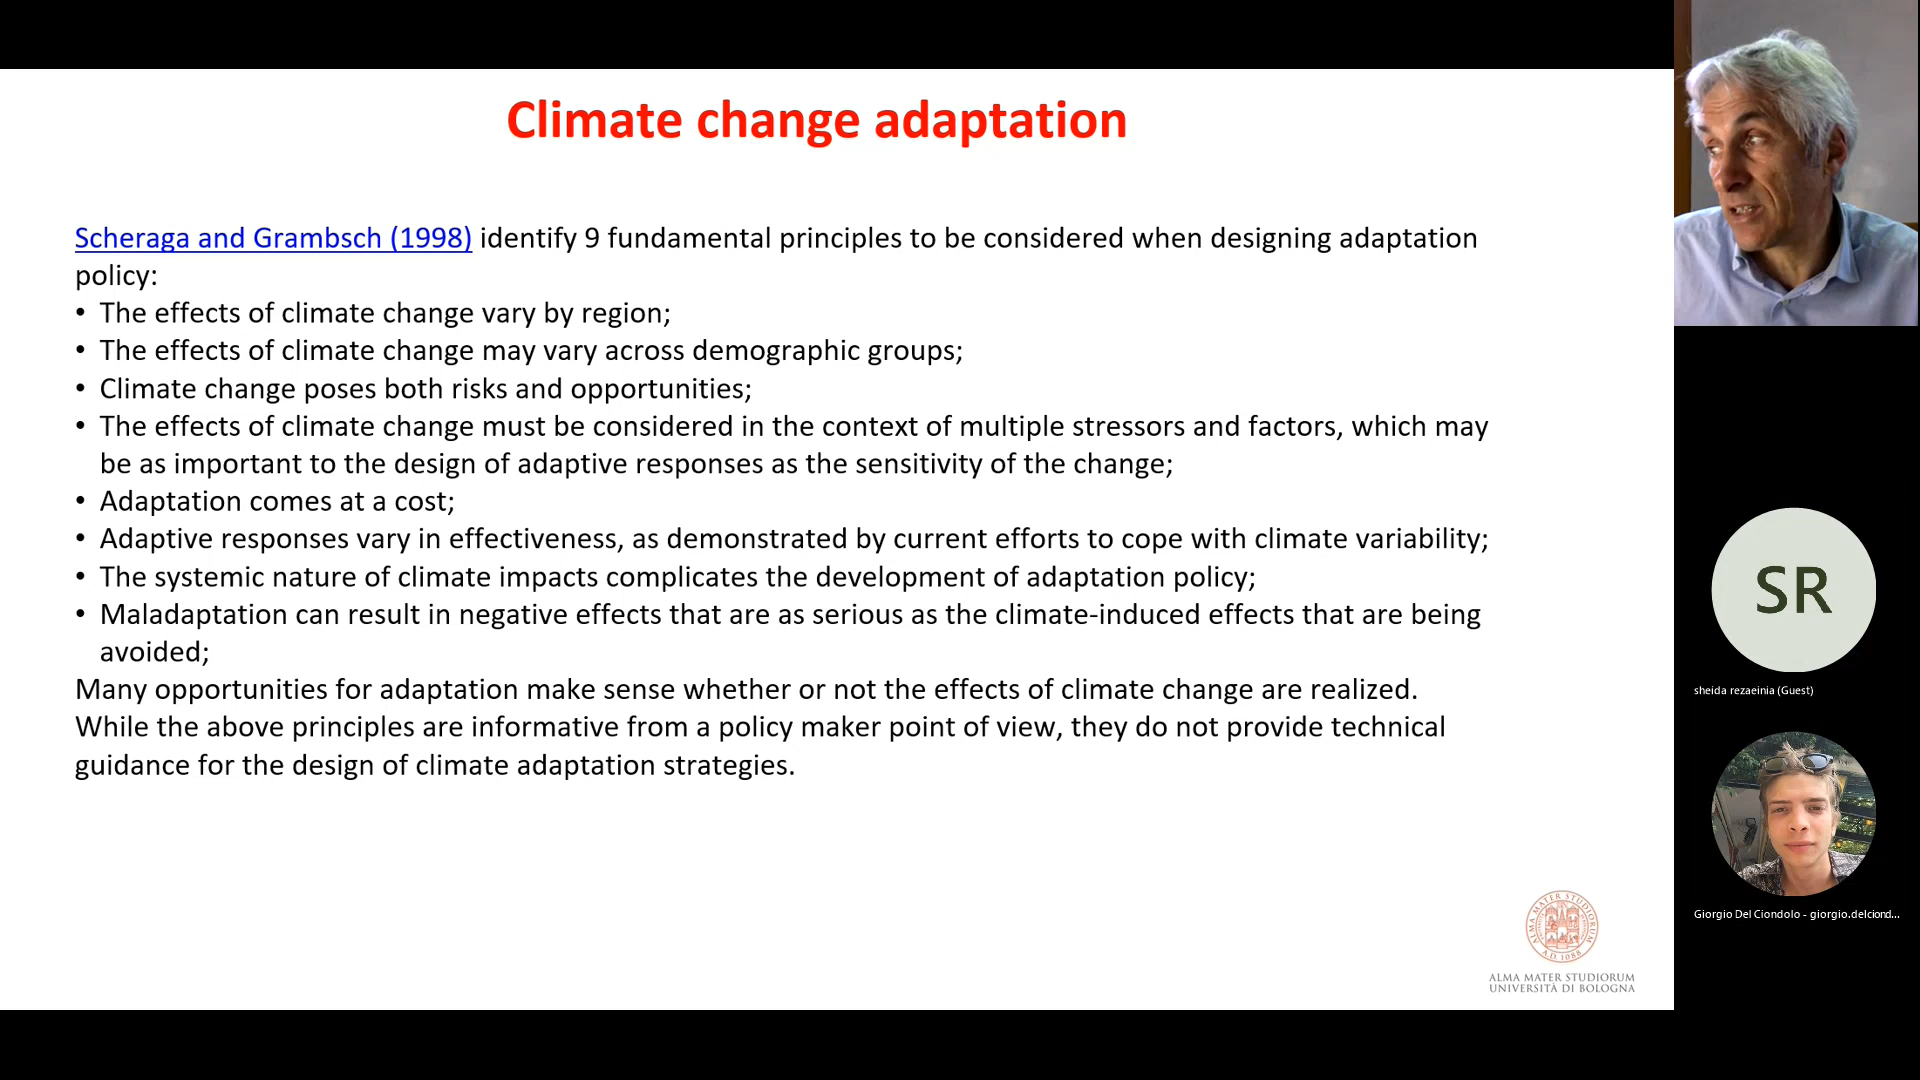 Climate change adaptation
Scheraga and Grambsch (1998) identify 9 fundamental principles to be considered when designing adaptation
policy:
• The effects of climate change vary by region;
• The effects of climate change may vary across demographic groups;
• Climate change poses both risks and opportunities;
• The effects of climate change must be considered in the context of multiple stressors and factors, which may
be as important to the design of adaptive responses as the sensitivity of the change;
• Adaptation comes at a cost;
• Adaptive responses vary in effectiveness, as demonstrated by current efforts to cope with climate variability;
• The systemic nature of climate impacts complicates the development of adaptation policy;
• Maladaptation can result in negative effects that are as serious as the climate-induced effects that are being
avoided;
Many opportunities for adaptation make sense whether or not the effects of climate change are realized.
While the above principles are informative from a policy maker point of view, they do not provide technical
guidance for the design of climate adaptation strategies.
ALMA MATER STUDIORUM
A.D. 1088
ALMA MATER STUDIORUM
UNIVERSITÀ DI BOLOGNA
SR
sheida rezaeinia (Guest)
Giorgio Del Ciondolo - giorgio.delciond...